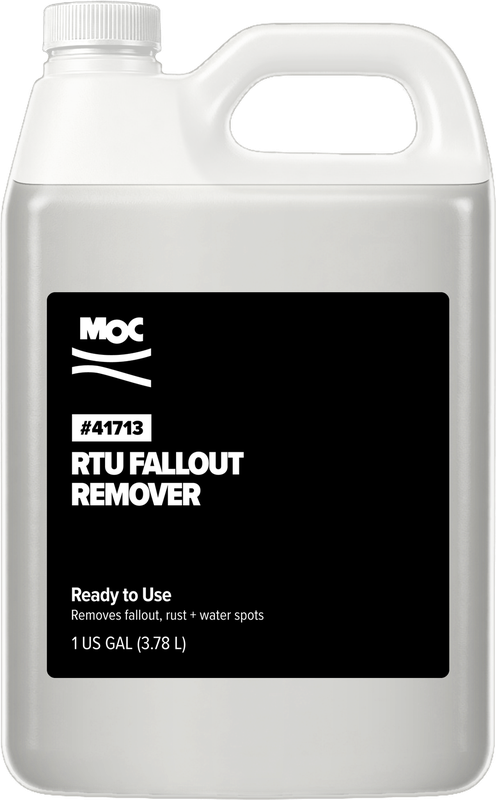 MOC
#41713
RTU FALLOUT
REMOVER
Ready to Use
Removes fallout, rust + water spots
1 US GAL (3.78 L)